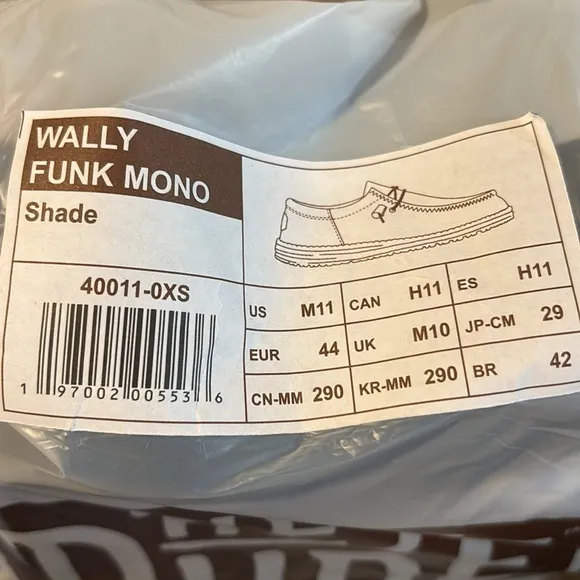 WALLY
FUNK MONO
Shade
40011-0XS
1 97002 00553 6
US M11 CAN H11 ES H11
EUR 44 UK M10 JP-CM 29
CN-MM 290 KR-MM 290 BR 42